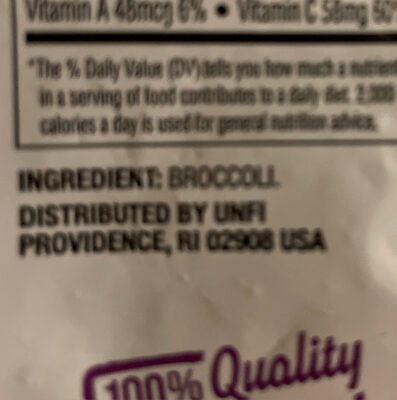 Vitamin A 48mcg 6% • Vitamin C 58mg 60%
*The % Daily Value (DV) tells you how much a nutrient
in a serving of food contributes to a daily diet. 2,000
calories a day is used for general nutrition advice.
INGREDIENT: BROCCOLI.
DISTRIBUTED BY UNFI
PROVIDENCE, RI 02908 USA
100% Quality